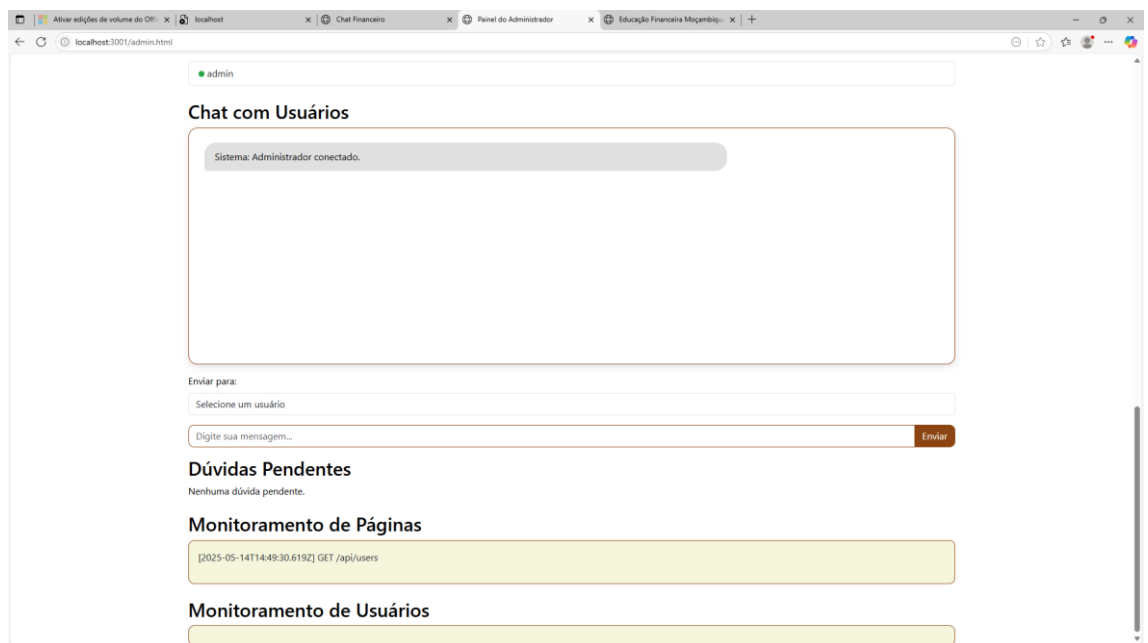 Ativar edições de volume do Offi
localhost
Chat Financeiro
Painel do Administrador
Educação Financeira Moçambiqu
localhost:3001/admin.html
admin
Chat com Usuários
Sistema: Administrador conectado.
Enviar para:
Selecione um usuário
Digite sua mensagem...
Enviar
Dúvidas Pendentes
Nenhuma dúvida pendente.
Monitoramento de Páginas
[2025-05-14T14:49:30.619Z] GET /api/users
Monitoramento de Usuários